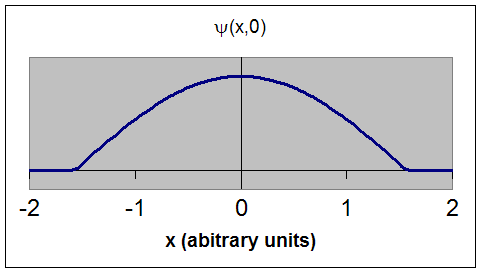 ψ(x,0)
-2 -1 0 1 2
x (abitrary units)